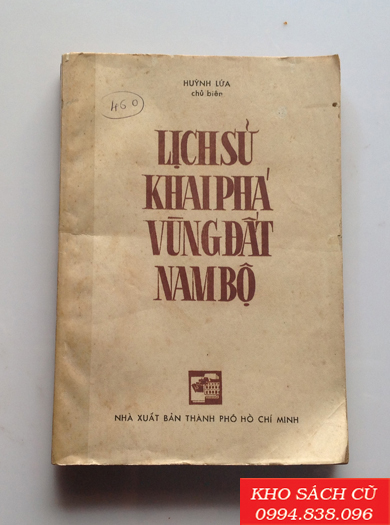 HUỲNH LỨA
chủ biên
460
LỊCH SỬ
KHAI PHÁ
VÙNG ĐẤT
NAM BỘ
NHÀ XUẤT BẢN THÀNH PHỐ HỒ CHÍ MINH
KHO SÁCH CŨ
0994.838.096